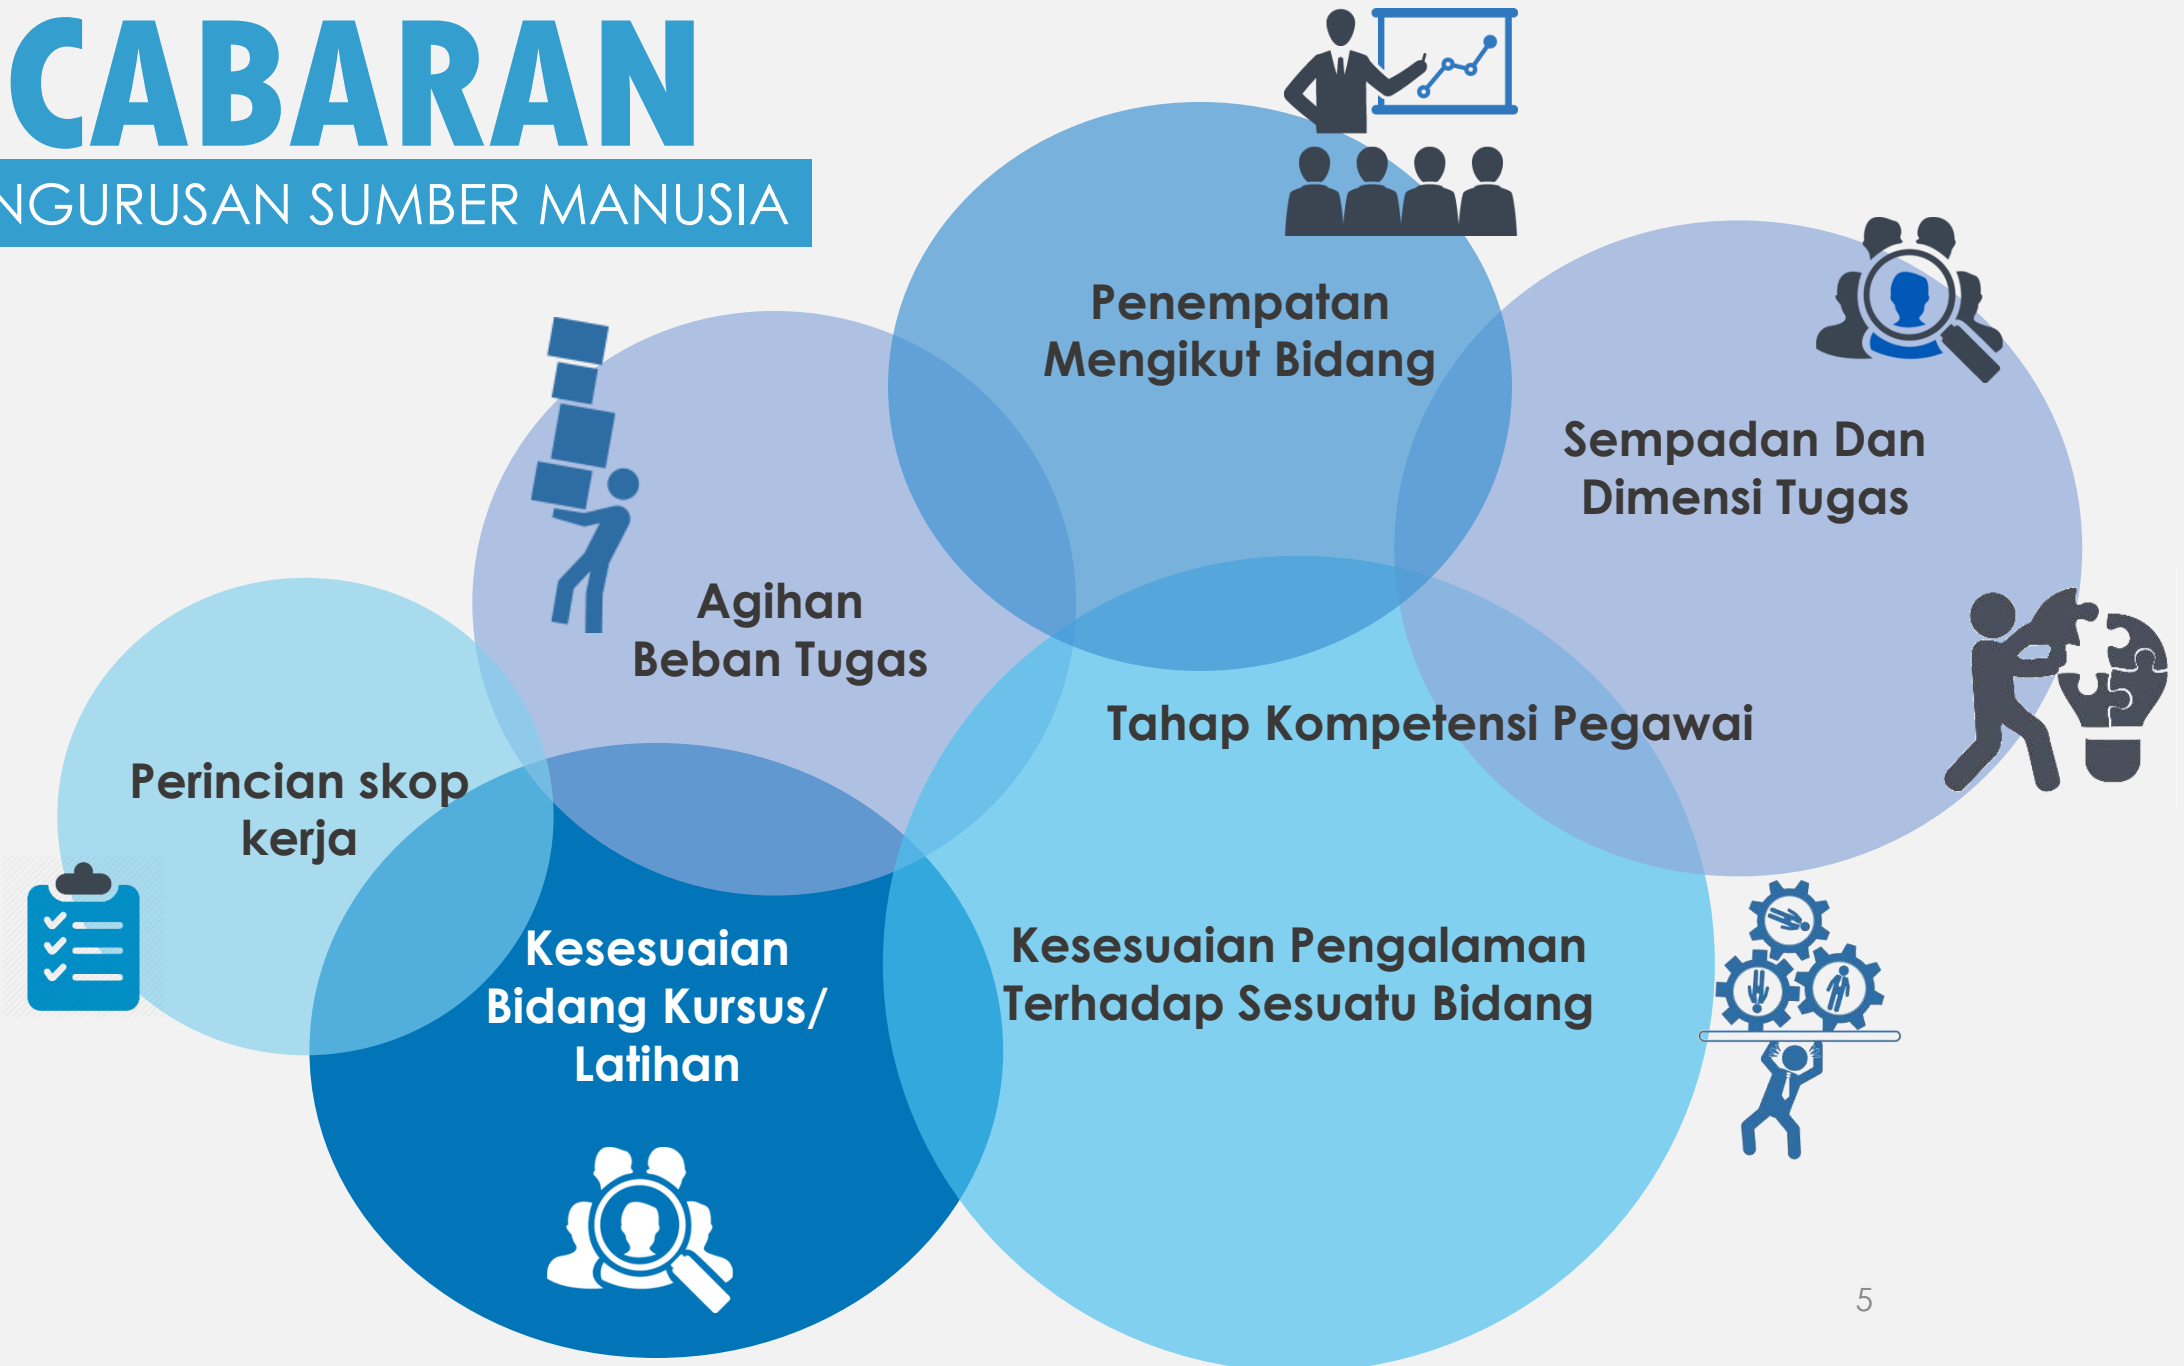 CABARAN
NGURUSAN SUMBER MANUSIA
Penempatan
Mengikut Bidang
Sempadan Dan
Dimensi Tugas
Agihan
Beban Tugas
Tahap Kompetensi Pegawai
Perincian skop
kerja
Kesesuaian
Bidang Kursus/
Latihan
Kesesuaian Pengalaman
Terhadap Sesuatu Bidang
5